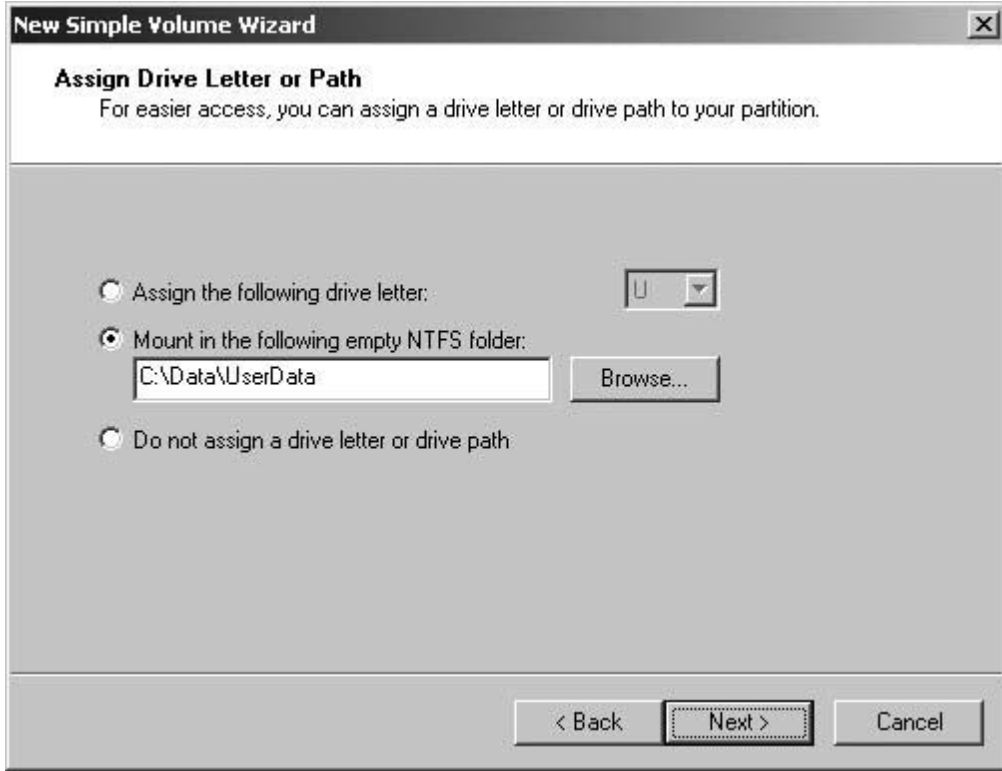 New Simple Volume Wizard
Assign Drive Letter or Path
For easier access, you can assign a drive letter or drive path to your partition.
Assign the following drive letter: U
Mount in the following empty NTFS folder:
C:\Data\UserData Browse...
Do not assign a drive letter or drive path
< Back Next > Cancel